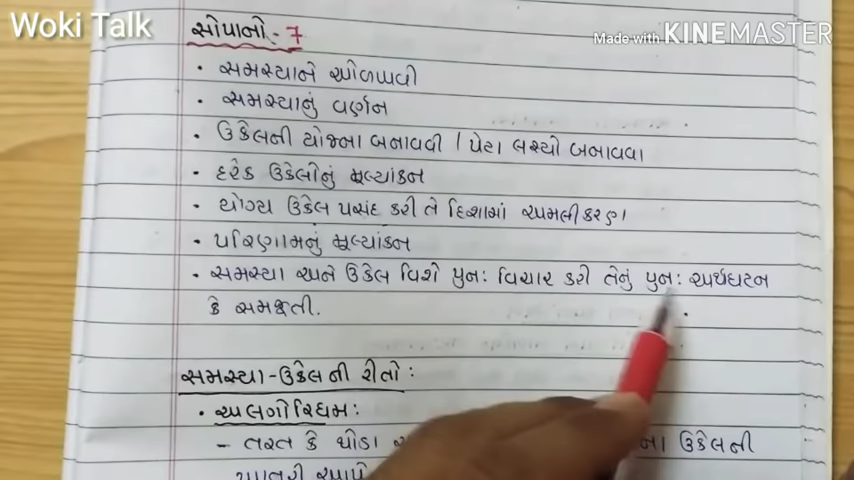 Woki Talk
Made with KINEMASTER
સોપાનો:- 7
• સમસ્યાને ઓળખવી
• સમસ્યાનું વર્ણન
• ઉકેલની યોજના બનાવવી / પેટા લક્ષ્યો બનાવવા
• દરેક ઉકેલોનું મૂલ્યાંકન
• યોગ્ય ઉકેલ પસંદ કરી તે દિશામાં અમલીકરણ
• પરિણામનું મૂલ્યાંકન
• સમસ્યા અને ઉકેલ વિશે પુનઃ વિચાર કરી તેનું પુનઃ અર્થઘટન
કે સમજૂતી.
સમસ્યા-ઉકેલની રીતો:
• અલગોરિધમ:
- તરત કે થોડા ઉકેલની